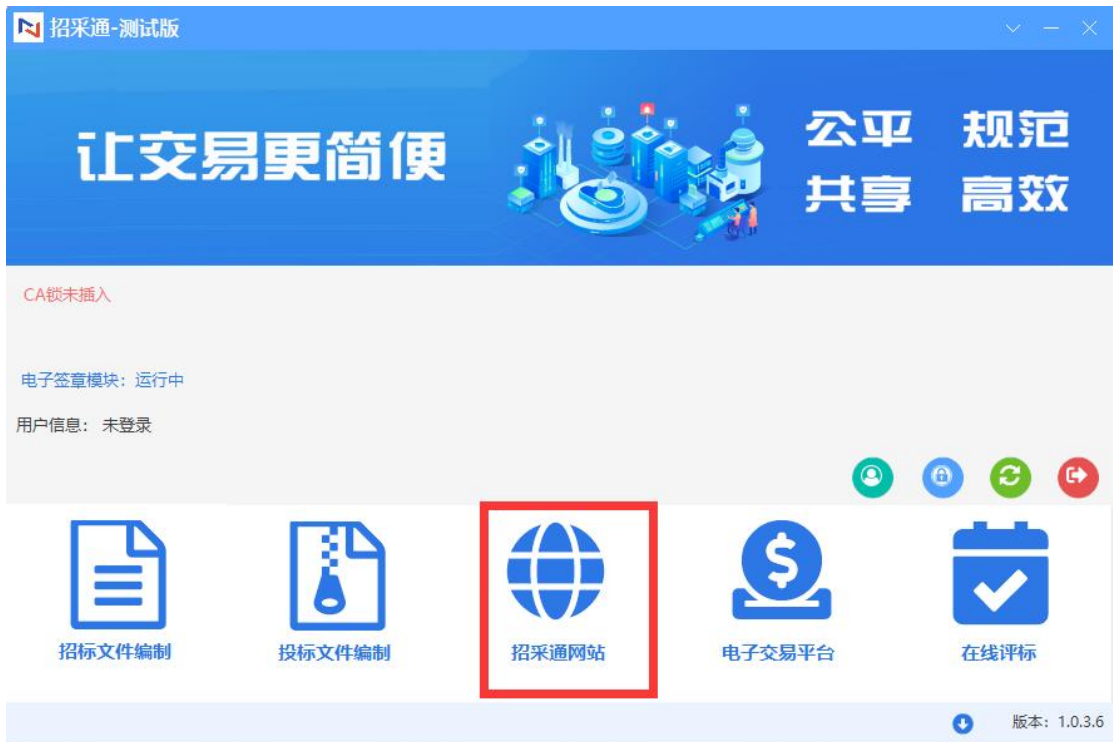 招采通-测试版
让交易更简便
公平 规范
共享 高效
CA锁未插入
电子签章模块：运行中
用户信息： 未登录
招标文件编制
投标文件编制
招采通网站
电子交易平台
在线评标
版本：1.0.3.6